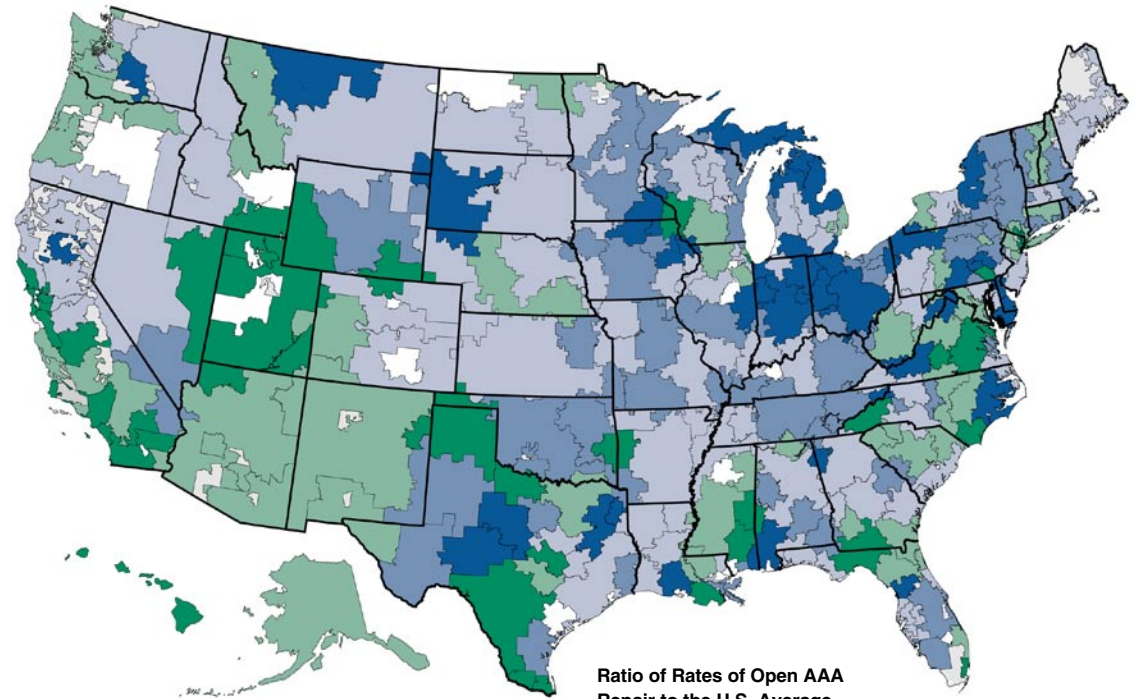 Ratio of Rates of Open AAA
Repair to the U.S. Average